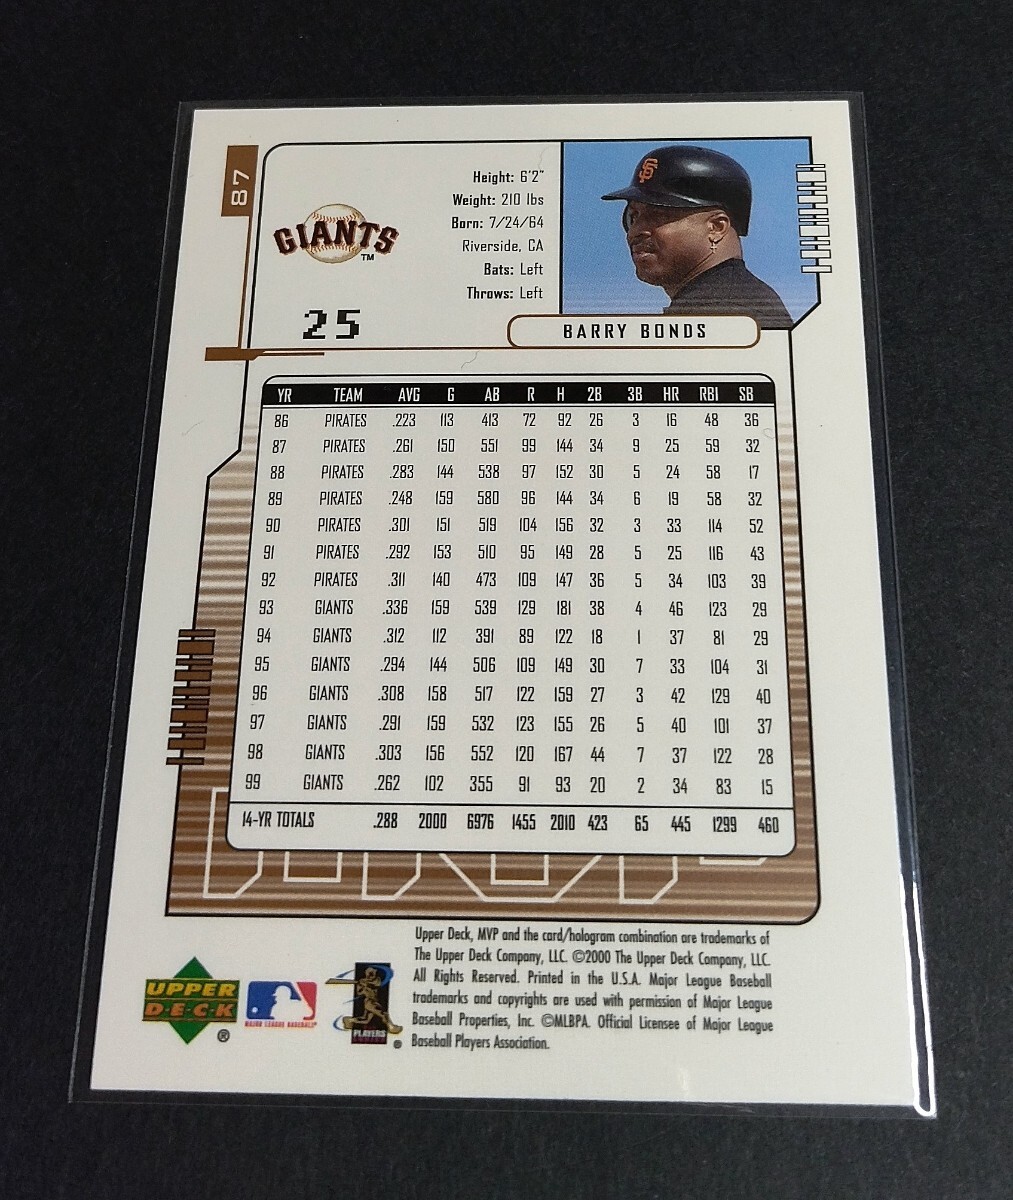 87
GIANTS
TM
25
Height: 6'2"
Weight: 210 lbs
Born: 7/24/64
Riverside, CA
Bats: Left
Throws: Left
SF
BARRY BONDS
YR TEAM AVG G AB R H 2B 3B HR RBI SB
86 PIRATES .223 113 413 72 92 26 3 16 48 36
87 PIRATES .261 150 551 99 144 34 9 25 59 32
88 PIRATES .283 144 538 97 152 30 5 24 58 17
89 PIRATES .248 159 580 96 144 34 6 19 58 32
90 PIRATES .301 151 519 104 156 32 3 33 114 52
91 PIRATES .292 153 510 95 149 28 5 25 116 43
92 PIRATES .311 140 473 109 147 36 5 34 103 39
93 GIANTS .336 159 539 129 181 38 4 46 123 29
94 GIANTS .312 112 391 89 122 18 1 37 81 29
95 GIANTS .294 144 506 109 149 30 7 33 104 31
96 GIANTS .308 158 517 122 159 27 3 42 129 40
97 GIANTS .291 159 532 123 155 26 5 40 101 37
98 GIANTS .303 156 552 120 167 44 7 37 122 28
99 GIANTS .262 102 355 91 93 20 2 34 83 15
14-YR TOTALS .288 2000 6976 1455 2010 423 65 445 1299 460
Upper Deck, MVP and the card/hologram combination are trademarks of
The Upper Deck Company, LLC. ©2000 The Upper Deck Company, LLC.
All Rights Reserved. Printed in the U.S.A. Major League Baseball
trademarks and copyrights are used with permission of Major League
Baseball Properties, Inc. ©MLBPA. Official Licensee of Major League
Baseball Players Association.
UPPER
DECK
®
MAJOR LEAGUE BASEBALL
PLAYERS
CHOICE
®